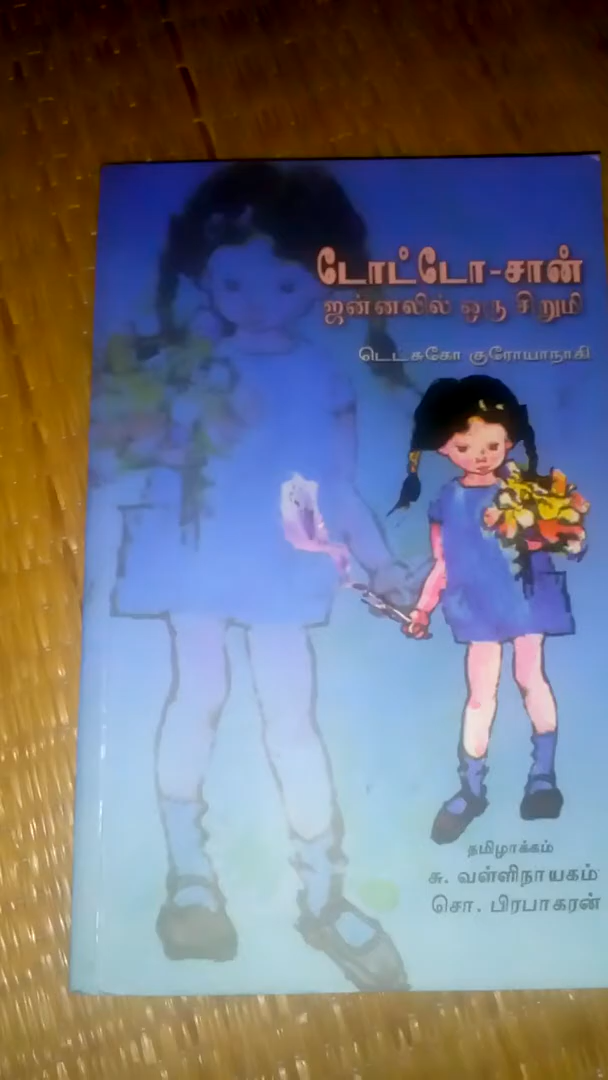 டோட்டோ-சான்
ஜன்னலில் ஒரு சிறுமி
டெட்சுகோ குரோயாநாகி
தமிழாக்கம்
சு. வள்ளிநாயகம்
சொ. பிரபாகரன்